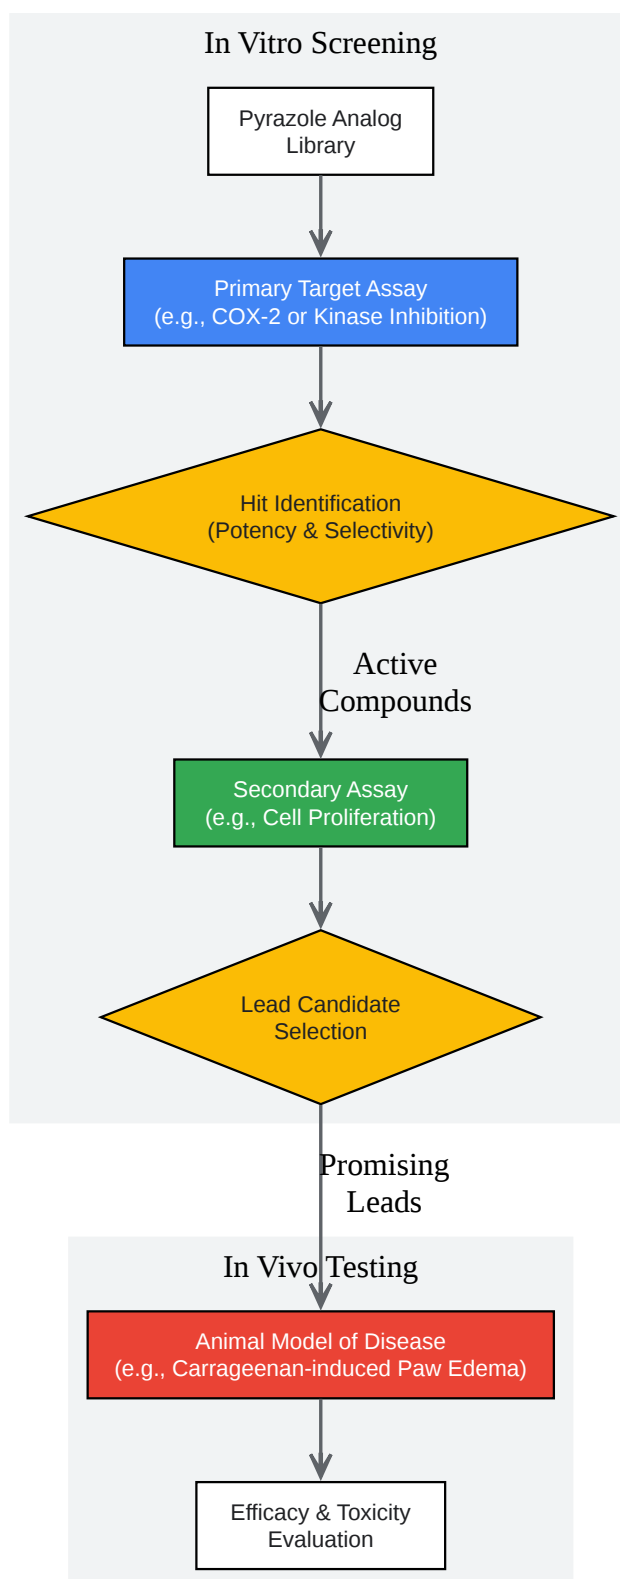 In Vitro Screening
Pyrazole Analog
Library
Primary Target Assay
(e.g., COX-2 or Kinase Inhibition)
Hit Identification
(Potency & Selectivity)
Active
Compounds
Secondary Assay
(e.g., Cell Proliferation)
Lead Candidate
Selection
Promising
Leads
In Vivo Testing
Animal Model of Disease
(e.g., Carrageenan-induced Paw Edema)
Efficacy & Toxicity
Evaluation